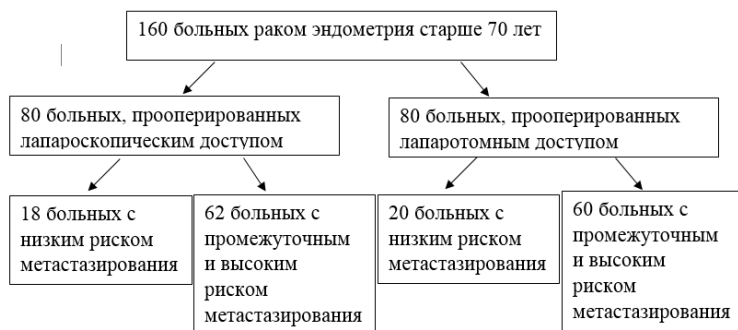 160 больных раком эндометрия старше 70 лет
80 больных, прооперированных
лапароскопическим доступом
80 больных, прооперированных
лапаротомным доступом
18 больных с
низким риском
метастазирования
62 больных с
промежуточным
и высоким
риском
метастазирования
20 больных с
низким риском
метастазирования
60 больных с
промежуточным
и высоким
риском
метастазирования